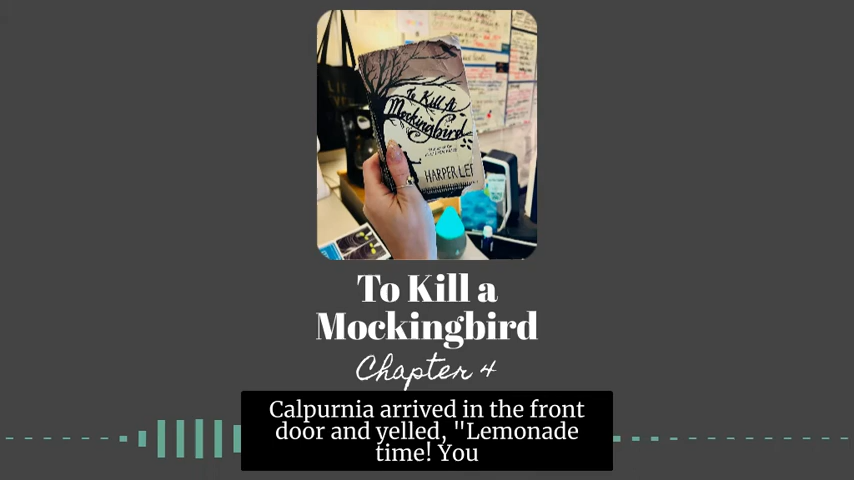 To Kill A
Mockingbird
HARPER LEE
To Kill a
Mockingbird
Chapter 4
Calpurnia arrived in the front
door and yelled, "Lemonade
time! You